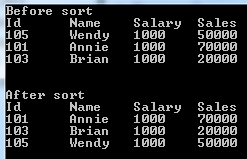 Before sort
Id Name Salary Sales
105 Wendy 1000 50000
101 Annie 1000 70000
103 Brian 1000 20000
After sort
Id Name Salary Sales
101 Annie 1000 70000
103 Brian 1000 20000
105 Wendy 1000 50000